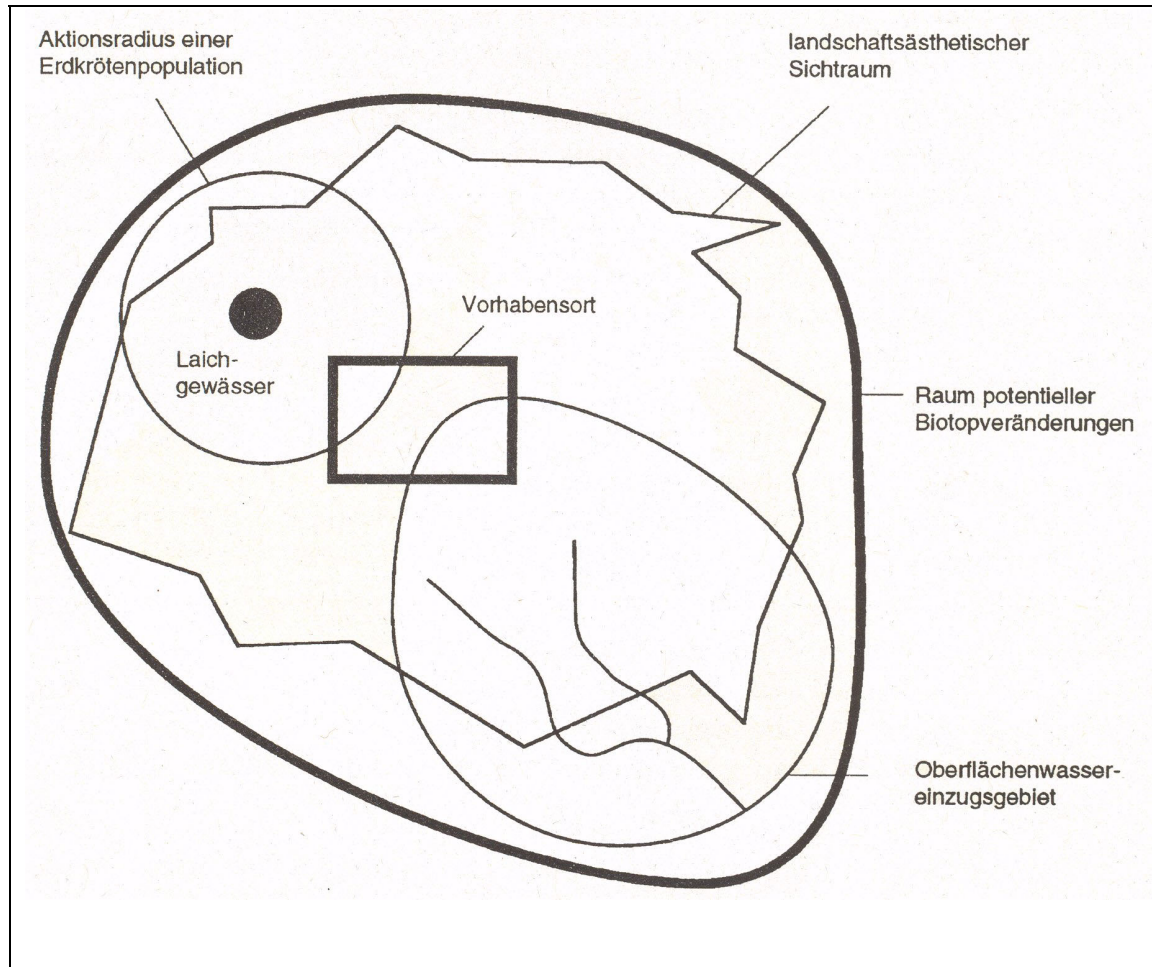 Aktionsradius einer
Erdkrötenpopulation
landschaftsästhetischer
Sichtraum
Vorhabensort
Laich-
gewässer
Raum potentieller
Biotopveränderungen
Oberflächenwasser-
einzugsgebiet